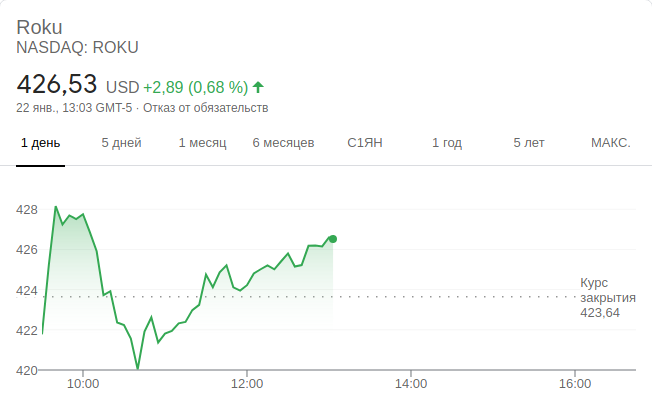 Roku
NASDAQ: ROKU
426,53 USD +2,89 (0,68 %)
22 янв., 13:03 GMT-5 · Отказ от обязательств
1 день 5 дней 1 месяц 6 месяцев С1ЯН 1 год 5 лет МАКС.
428
426
424
422
420
Курс
закрытия
423,64
10:00 12:00 14:00 16:00